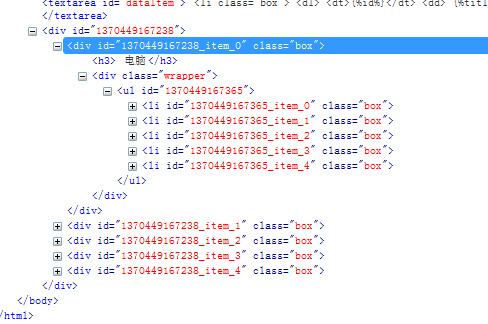 <textarea id="dataItem"> <li class="box"> <dl> <dt>{%id%}</dt> <dd> {%titl
</textarea>
<div id="1370449167238">
<div id="1370449167238_item_0" class="box">
<h3> 电脑</h3>
<div class="wrapper">
<ul id="1370449167365">
<li id="1370449167365_item_0" class="box">
<li id="1370449167365_item_1" class="box">
<li id="1370449167365_item_2" class="box">
<li id="1370449167365_item_3" class="box">
<li id="1370449167365_item_4" class="box">
</ul>
</div>
</div>
<div id="1370449167238_item_1" class="box">
<div id="1370449167238_item_2" class="box">
<div id="1370449167238_item_3" class="box">
<div id="1370449167238_item_4" class="box">
</div>
</body>
/html>